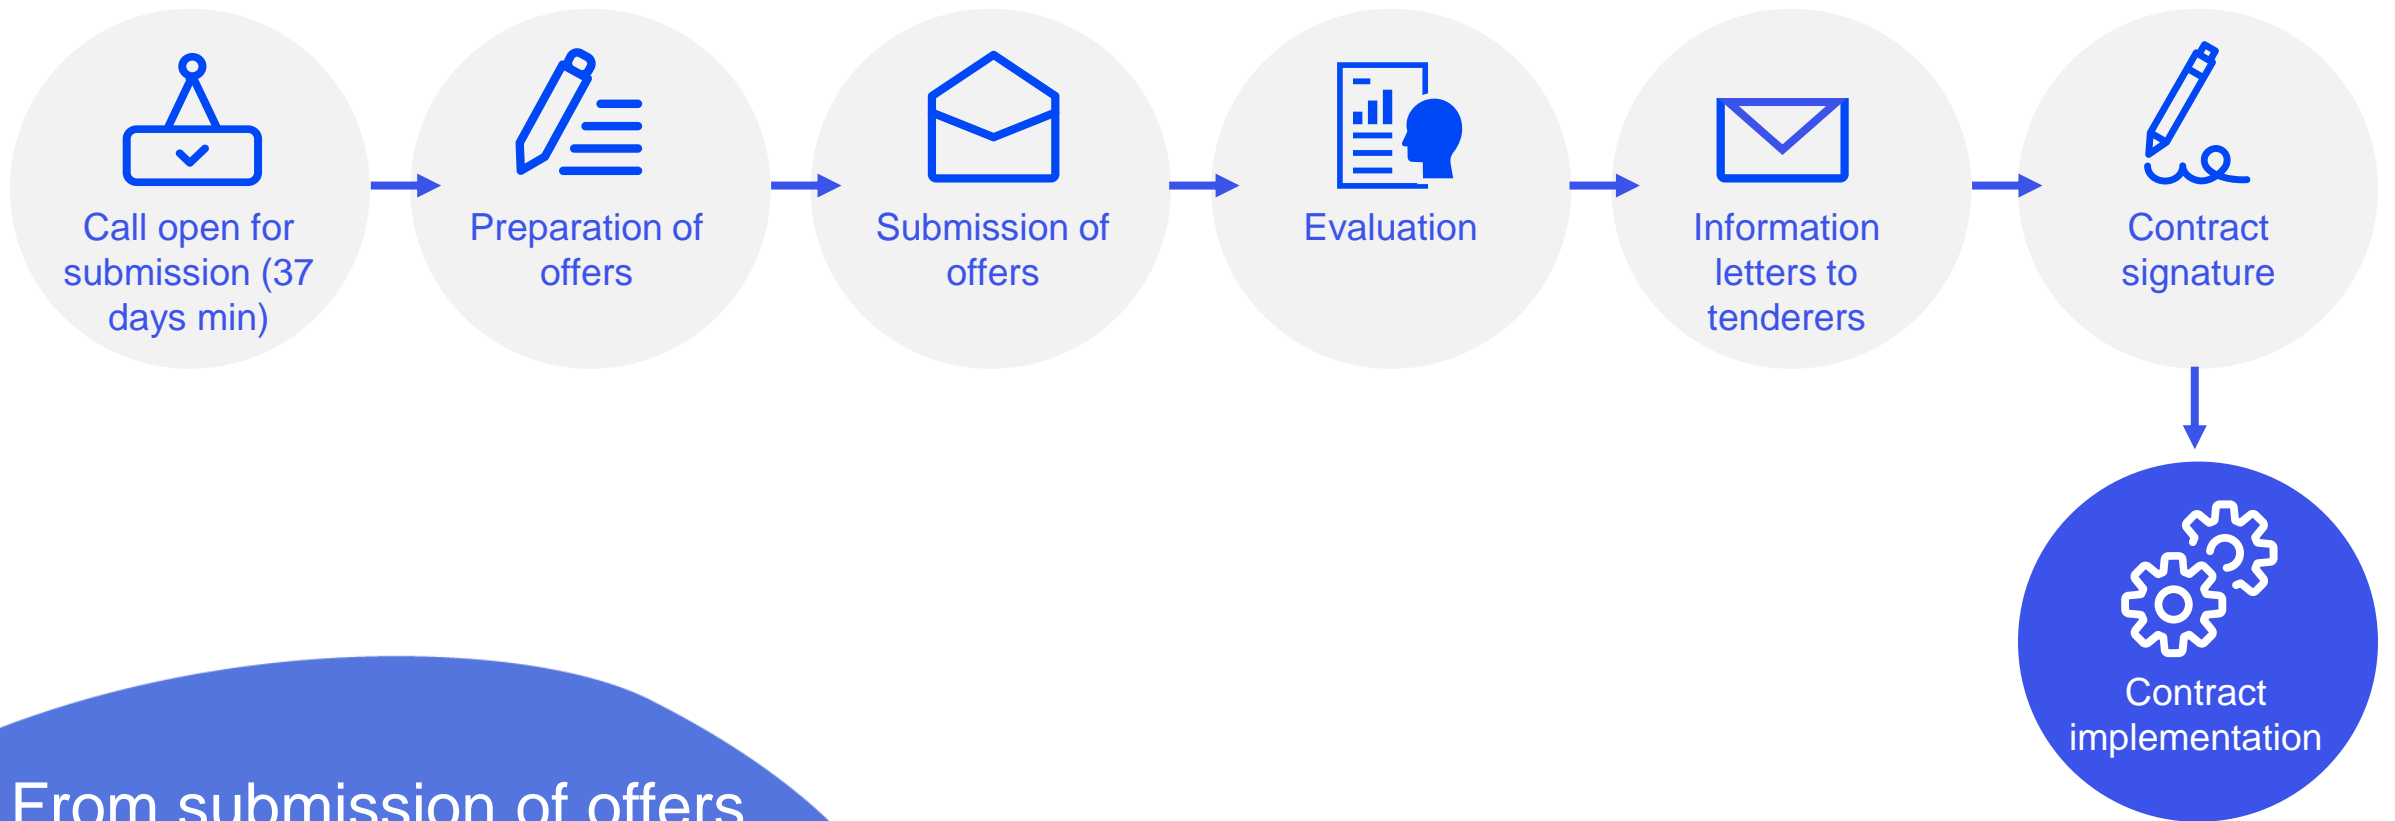 Call open for
submission (37
days min)
Preparation of
offers
Submission of
offers
Evaluation
Information
letters to
tenderers
Contract
signature
Contract
implementation
From submission of offers